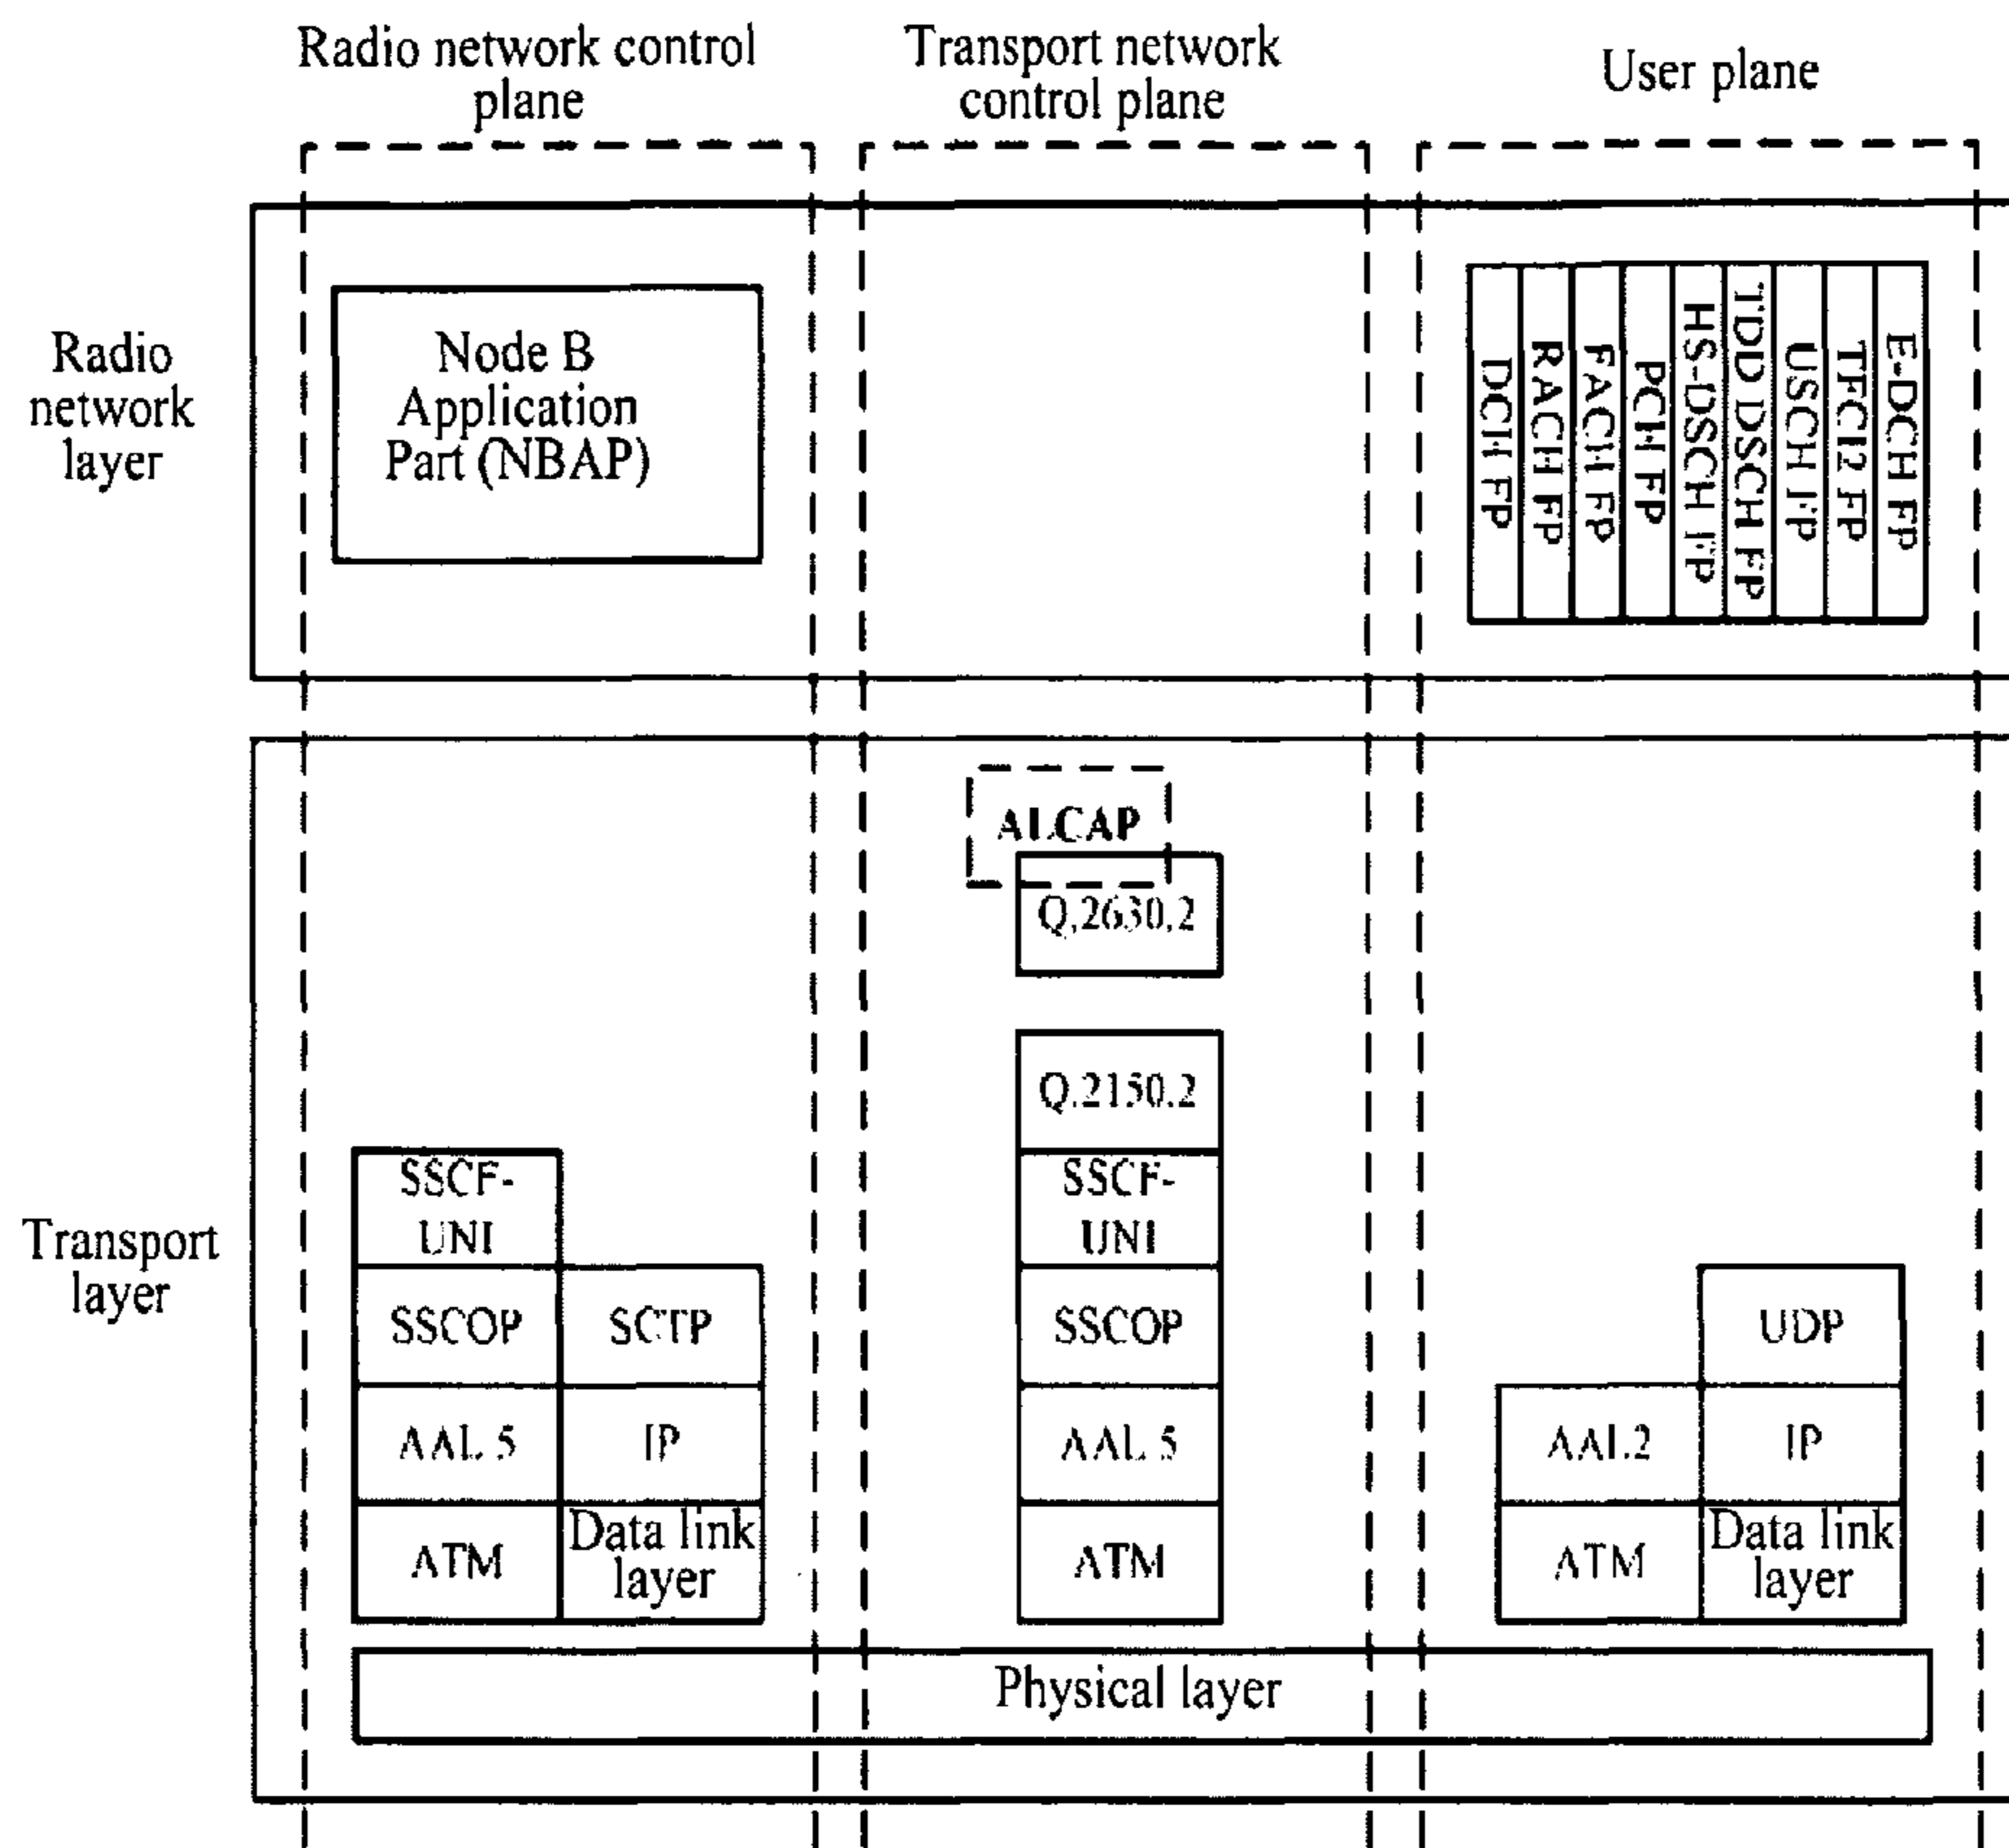 Radio network control
plane
Transport network
control plane
User plane
Radio
network
layer
Node B
Application
Part (NBAP)
DCH FP
RACH FP
FACH FP
PCH FP
HS-DSCH FP
TDD DSCH FP
USCH FP
TFCI2 FP
E-DCH FP
Transport
layer
ALCAP
Q.2630.2
Q.2150.2
SSCF-
UNI
SSCF-
UNI
SSCOP
SCTP
SSCOP
UDP
AAL 5
IP
AAL 5
AAL2
IP
ATM
Data link
layer
ATM
ATM
Data link
layer
Physical layer